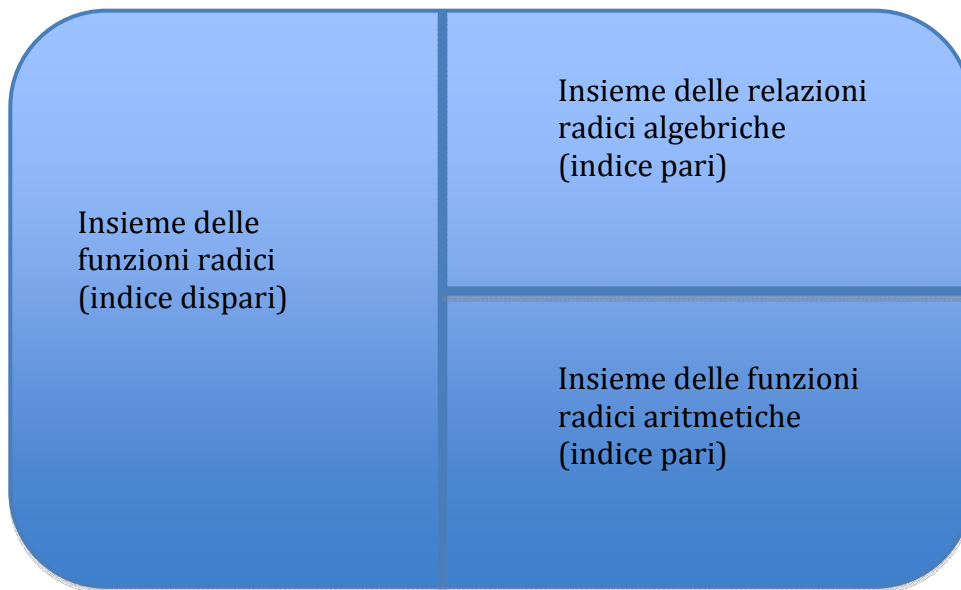 Insieme delle
funzioni radici
(indice dispari)
Insieme delle relazioni
radici algebriche
(indice pari)
Insieme delle funzioni
radici aritmetiche
(indice pari)